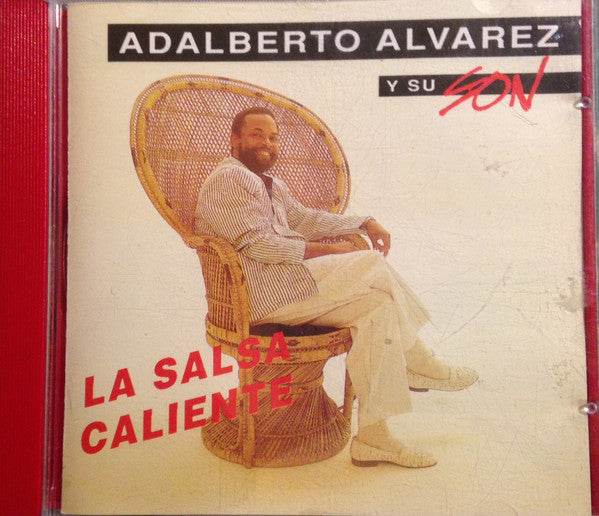 ADALBERTO ALVAREZ
Y SU SON
LA SALSA
CALIENTE